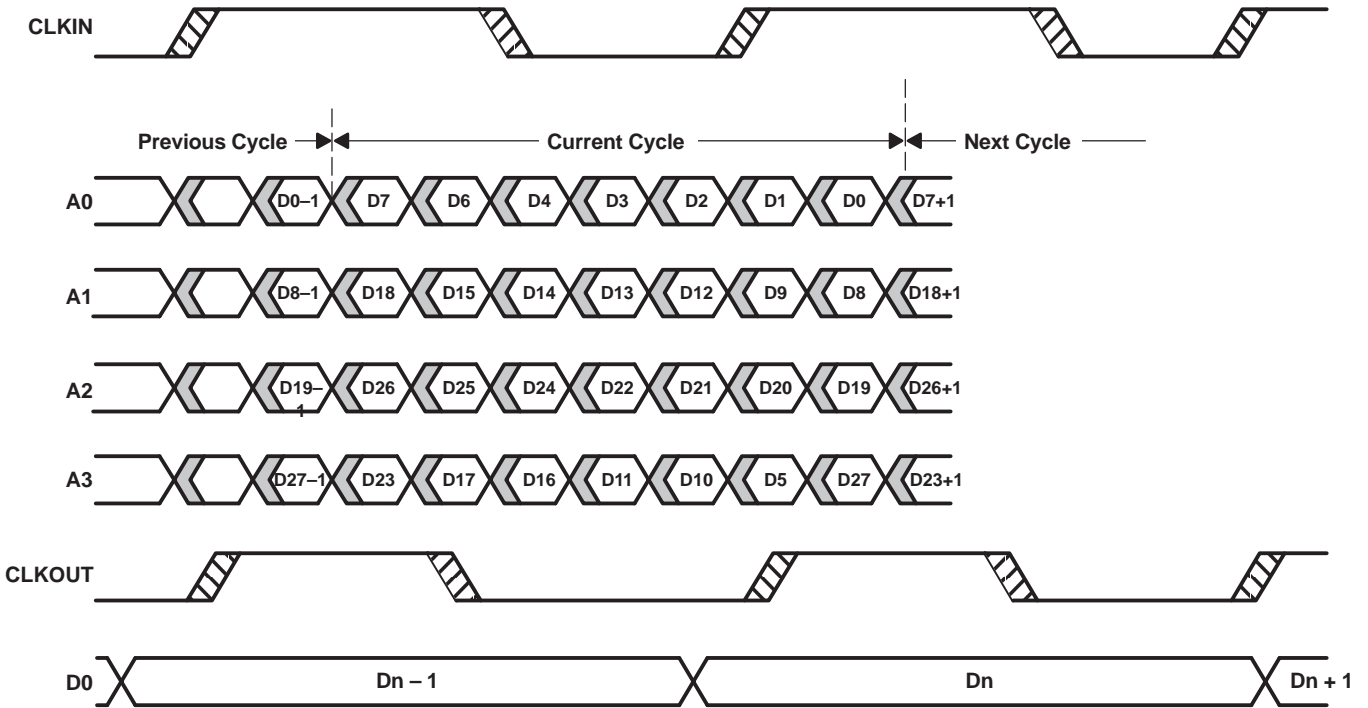 CLKIN
Previous Cycle Current Cycle Next Cycle
A0 D0–1 D7 D6 D4 D3 D2 D1 D0 D7+1
A1 D8–1 D18 D15 D14 D13 D12 D9 D8 D18+1
A2 D19–1 D26 D25 D24 D22 D21 D20 D19 D26+1
A3 D27–1 D23 D17 D16 D11 D10 D5 D27 D23+1
CLKOUT
D0 Dn – 1 Dn Dn + 1